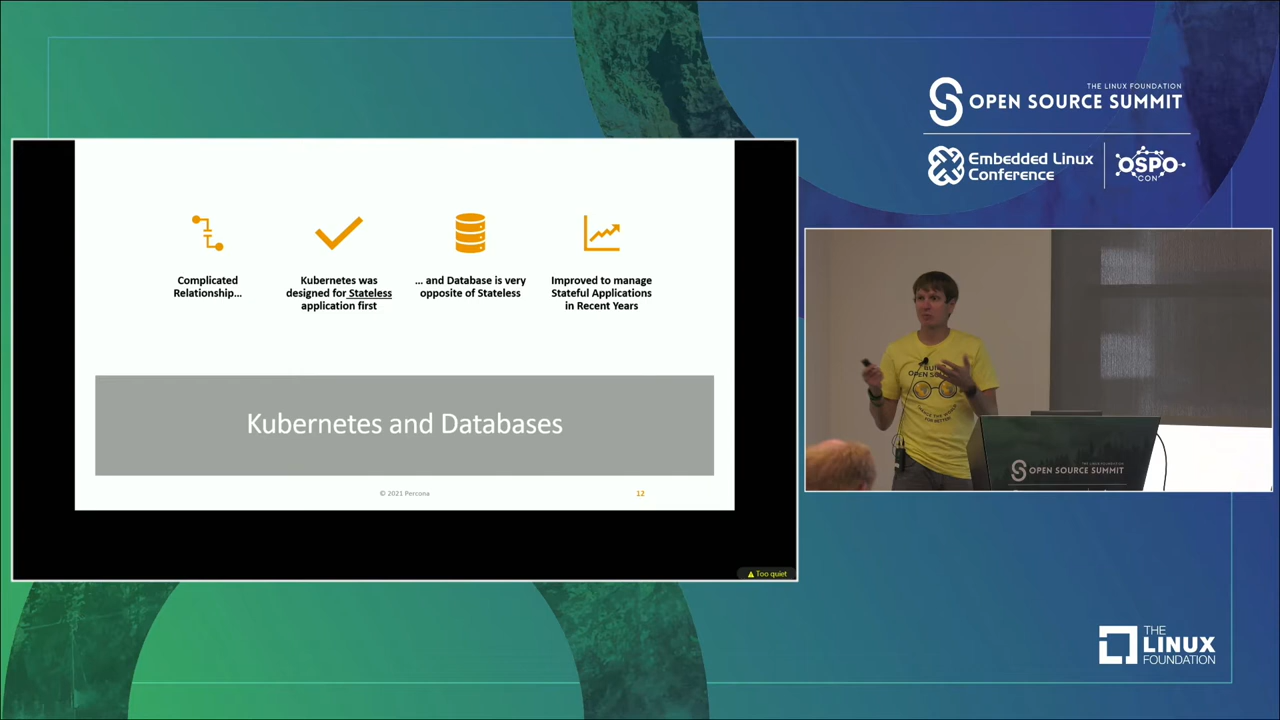 THE LINUX FOUNDATION
OPEN SOURCE SUMMIT
Embedded Linux
Conference
OSPO
CON
Complicated
Relationship...
Kubernetes was
designed for Stateless
application first
... and Database is very
opposite of Stateless
Improved to manage
Stateful Applications
in Recent Years
Kubernetes and Databases
© 2021 Percona
12
Too quiet
OPEN SOURCE SUMMIT
THE
LINUX
FOUNDATION